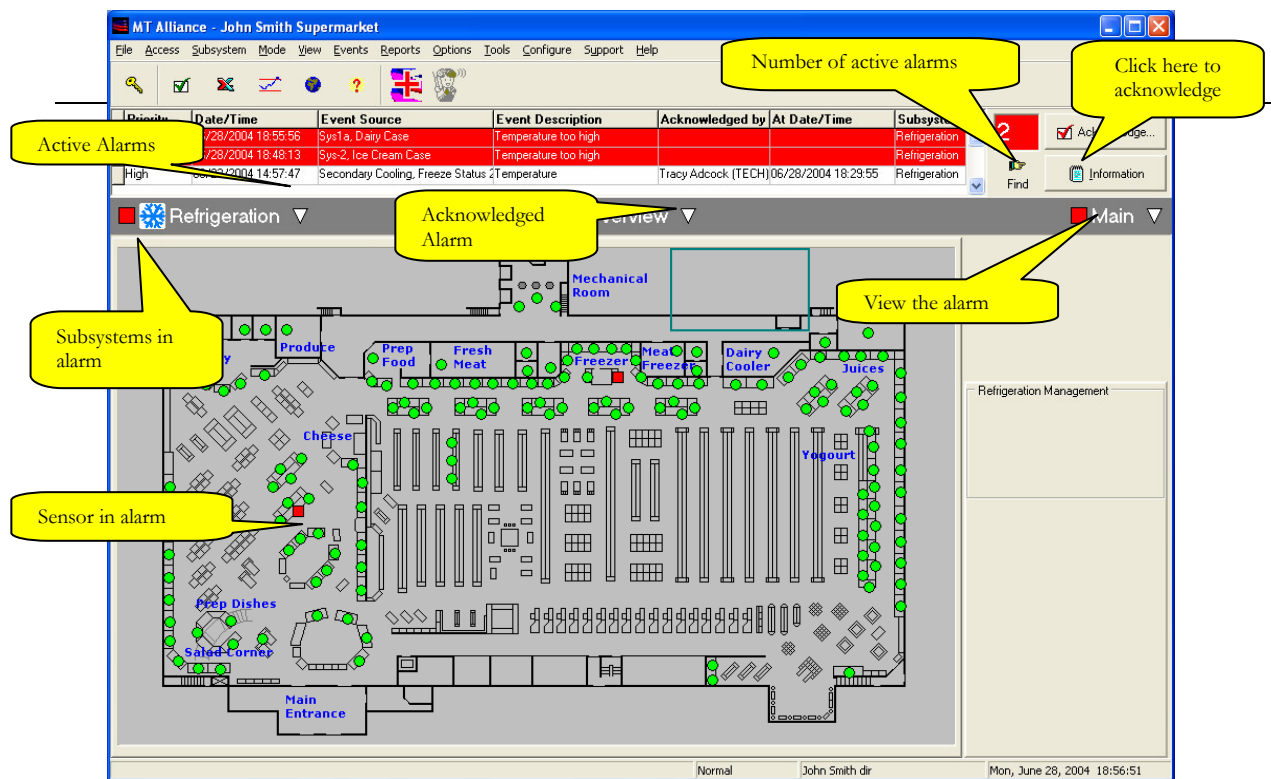 MT Alliance - John Smith Supermarket
File Access Subsystem Mode View Events Reports Options Tools Configure Support Help
Number of active alarms
Click here to
acknowledge
Priority Date/Time Event Source Event Description Acknowledged by At Date/Time
/28/2004 18:55:56 Sys1a, Dairy Case Temperature too high Refrigeration
/28/2004 18:48:13 Sys-2, Ice Cream Case Temperature too high Refrigeration
High 2004 14:57:47 Secondary Cooling, Freeze Status 2 Temperature Tracy Adcock (TECH) 06/28/2004 18:29:55 Refrigeration
2
Find
Information
Active Alarms
Refrigeration
Main
Acknowledged
Alarm
View the alarm
Subsystems in
alarm
Sensor in alarm
Mechanical
Room
Produce
Prep
Food
Fresh
Meat
Freezer
Meat
Freezer
Dairy
Cooler
Juices
Refrigeration Management
Cheese
Yogourt
Prep Dishes
Salad Corner
Main
Entrance
Normal John Smith dir Mon, June 28, 2004 18:56:51